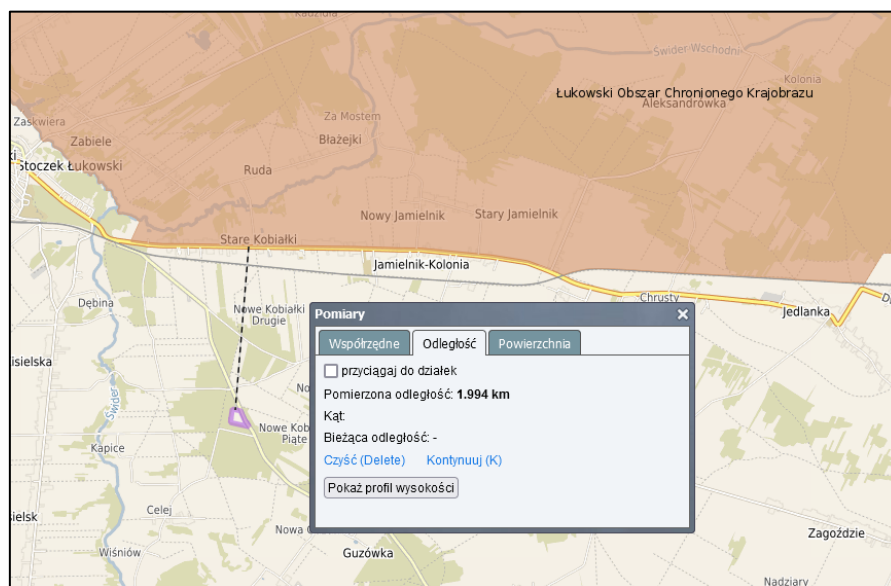 Kadzidła
Świder Wschodni
Kolonia
Łukowski Obszar Chronionego Krajobrazu
Aleksandrówka
Zaskwiera
Za Mostem
Zabiele
Błażejki
Stoczek Łukowski
Ruda
Nowy Jamielnik
Stary Jamielnik
Stare Kobiałki
Jamielnik-Kolonia
Dębina
Chrusty
Jedlanka
Nowe Kobiałki
Drugie
Pomiary
Współrzędne
Odległość
Powierzchnia
przyciągaj do działek
Pomierzona odległość: 1.994 km
Kąt:
Bieżąca odległość: -
Czyść (Delete)
Kontynuuj (K)
Pokaż profil wysokości
isielska
Świder
Nowe Kob
Piąte
Kapice
isielsk
Celej
Nowa
Wiśniów
Guzówka
Zagoździe
Nadziary